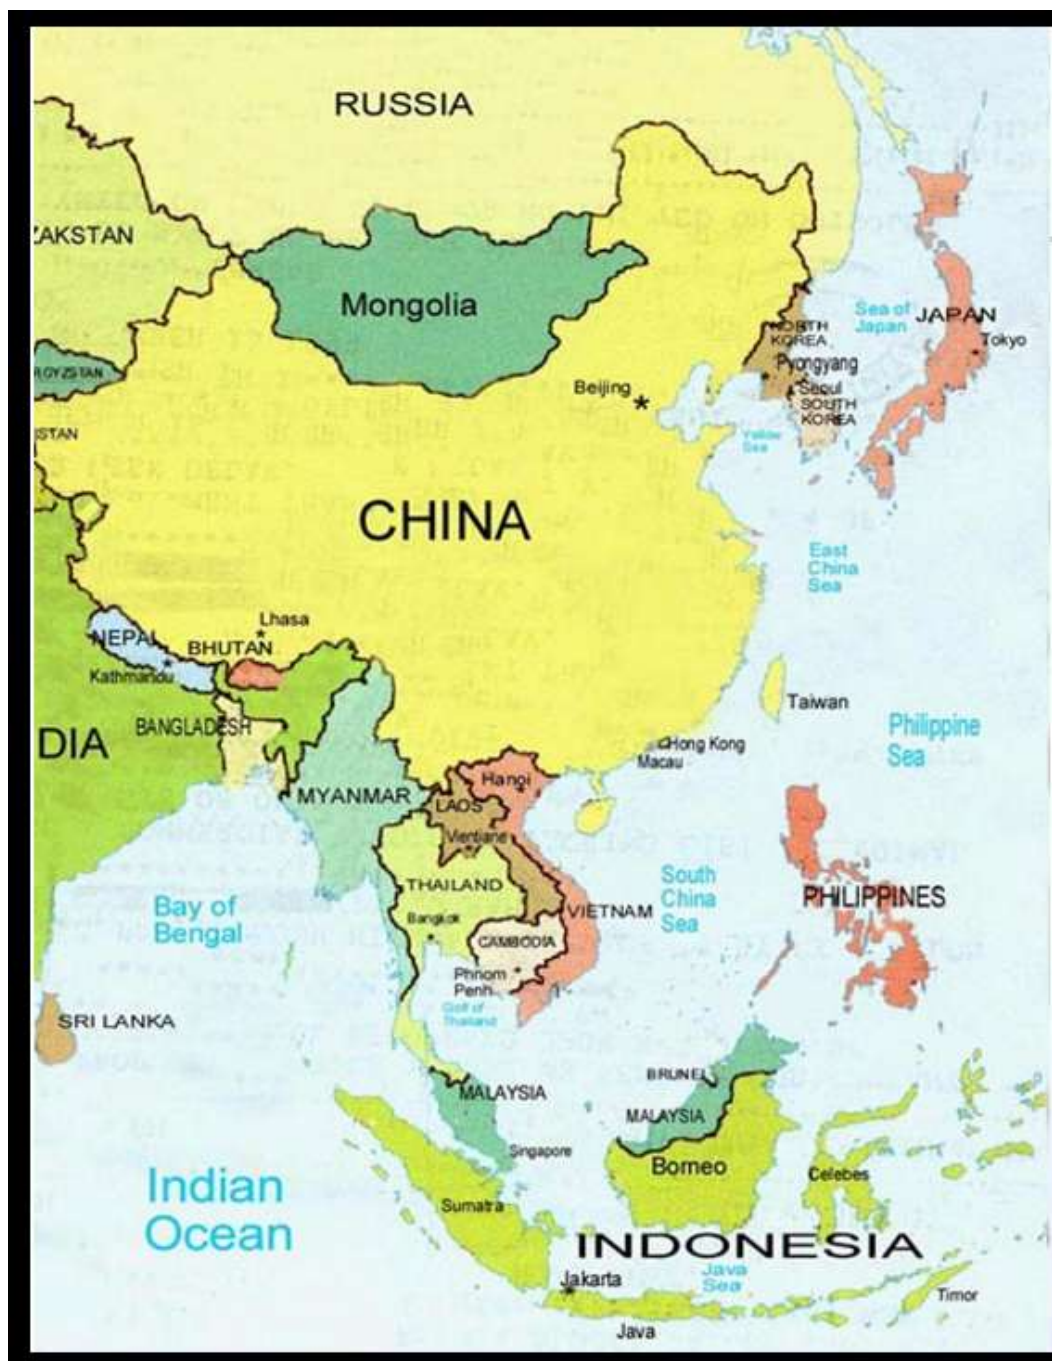 RUSSIA
ZAKSTAN
Mongolia
Sea of
Japan
JAPAN
Tokyo
NORTH
KOREA
Pyongyang
RGYZSTAN
Beijing
Seoul
SOUTH
KOREA
ISTAN
Yellow
Sea
CHINA
East
China
Sea
Lhasa
NEPAL
BHUTAN
Kathmandu
Taiwan
BANGLADESH
DIA
Philippine
Sea
Hong Kong
Macau
Hanoi
MYANMAR
LAOS
Vientiane
THAILAND
South
China
Sea
PHILIPPINES
Bay of
Bengal
Bangkok
VIETNAM
CAMBODIA
Phnom
Penh
Golf of
Thailand
SRI LANKA
BRUNEI
MALAYSIA
MALAYSIA
Singapore
Borneo
Celebes
Indian
Ocean
Sumatra
INDONESIA
Java
Sea
Jakarta
Timor
Java